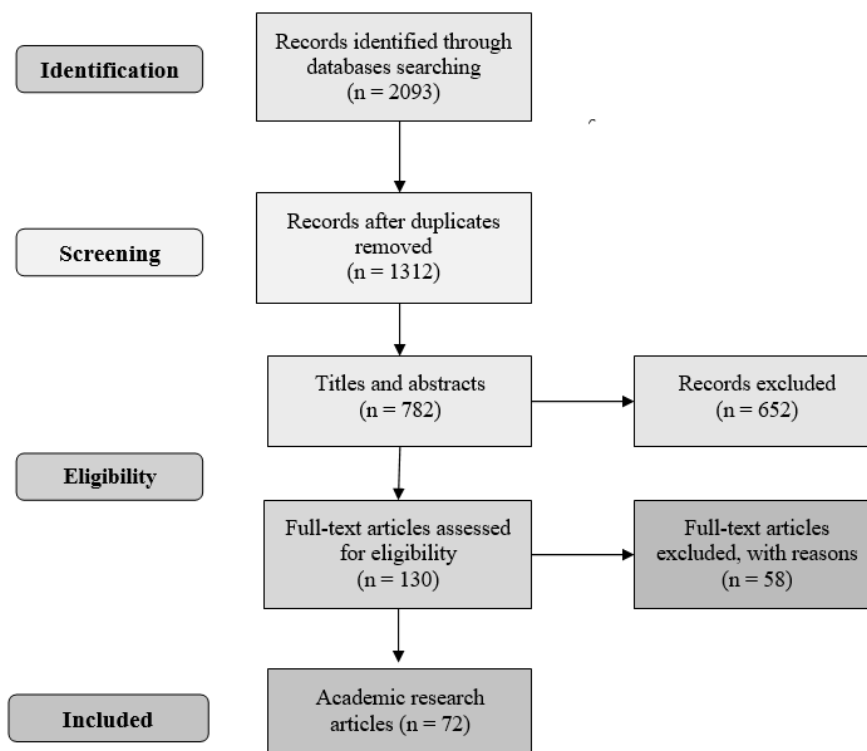 Identification
Records identified through
databases searching
(n = 2093)
Screening
Records after duplicates
removed
(n = 1312)
Titles and abstracts
(n = 782)
Records excluded
(n = 652)
Eligibility
Full-text articles assessed
for eligibility
(n = 130)
Full-text articles
excluded, with reasons
(n = 58)
Included
Academic research
articles (n = 72)